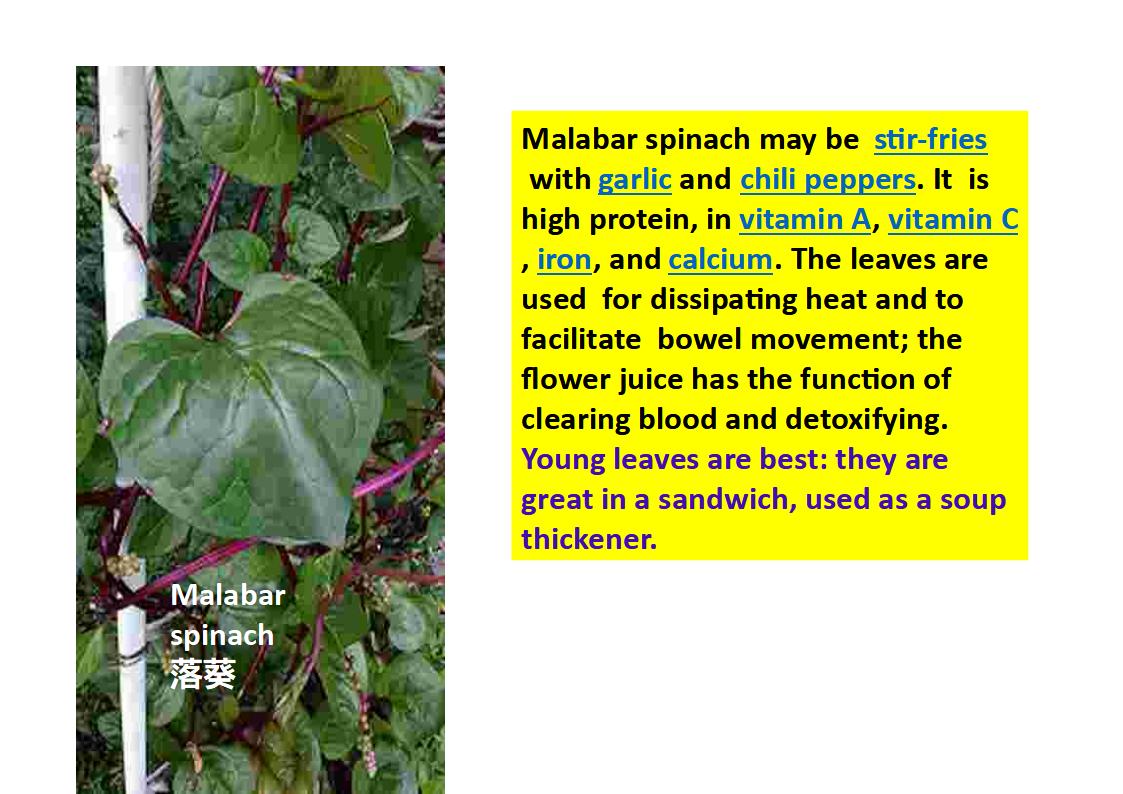 Malabar spinach may be stir-fries
with garlic and chili peppers. It is
high protein, in vitamin A, vitamin C
, iron, and calcium. The leaves are
used for dissipating heat and to
facilitate bowel movement; the
flower juice has the function of
clearing blood and detoxifying.
Young leaves are best: they are
great in a sandwich, used as a soup
thickener.
Malabar
spinach
落葵